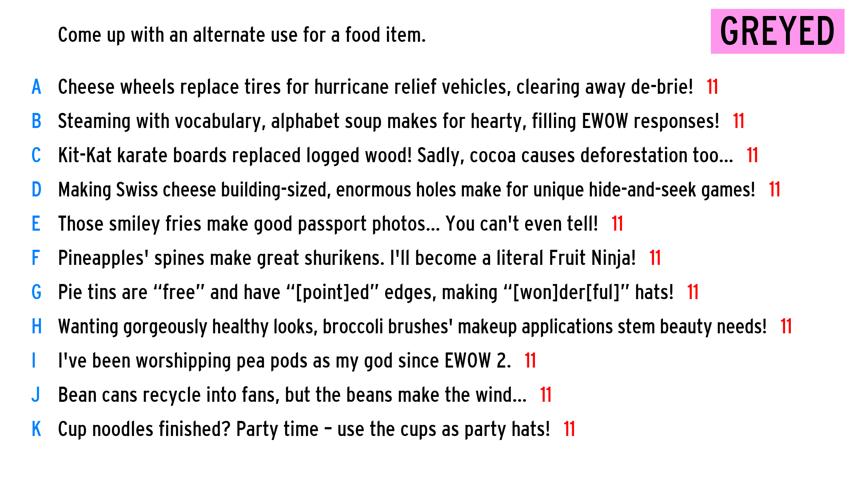 Come up with an alternate use for a food item.
GREYED
A Cheese wheels replace tires for hurricane relief vehicles, clearing away de-brie! 11
B Steaming with vocabulary, alphabet soup makes for hearty, filling EWOW responses! 11
C Kit-Kat karate boards replaced logged wood! Sadly, cocoa causes deforestation too... 11
D Making Swiss cheese building-sized, enormous holes make for unique hide-and-seek games! 11
E Those smiley fries make good passport photos... You can't even tell! 11
F Pineapples' spines make great shurikens. I'll become a literal Fruit Ninja! 11
G Pie tins are “free” and have “[point]ed” edges, making “[won]der[ful]” hats! 11
H Wanting gorgeously healthy looks, broccoli brushes' makeup applications stem beauty needs! 11
I I've been worshipping pea pods as my god since EWOW 2. 11
J Bean cans recycle into fans, but the beans make the wind... 11
K Cup noodles finished? Party time – use the cups as party hats! 11